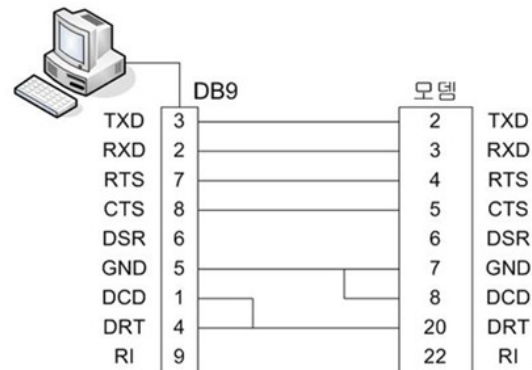 DB9 모뎀
TXD 3 2 TXD
RXD 2 3 RXD
RTS 7 4 RTS
CTS 8 5 CTS
DSR 6 6 DSR
GND 5 7 GND
DCD 1 8 DCD
DRT 4 20 DRT
RI 9 22 RI